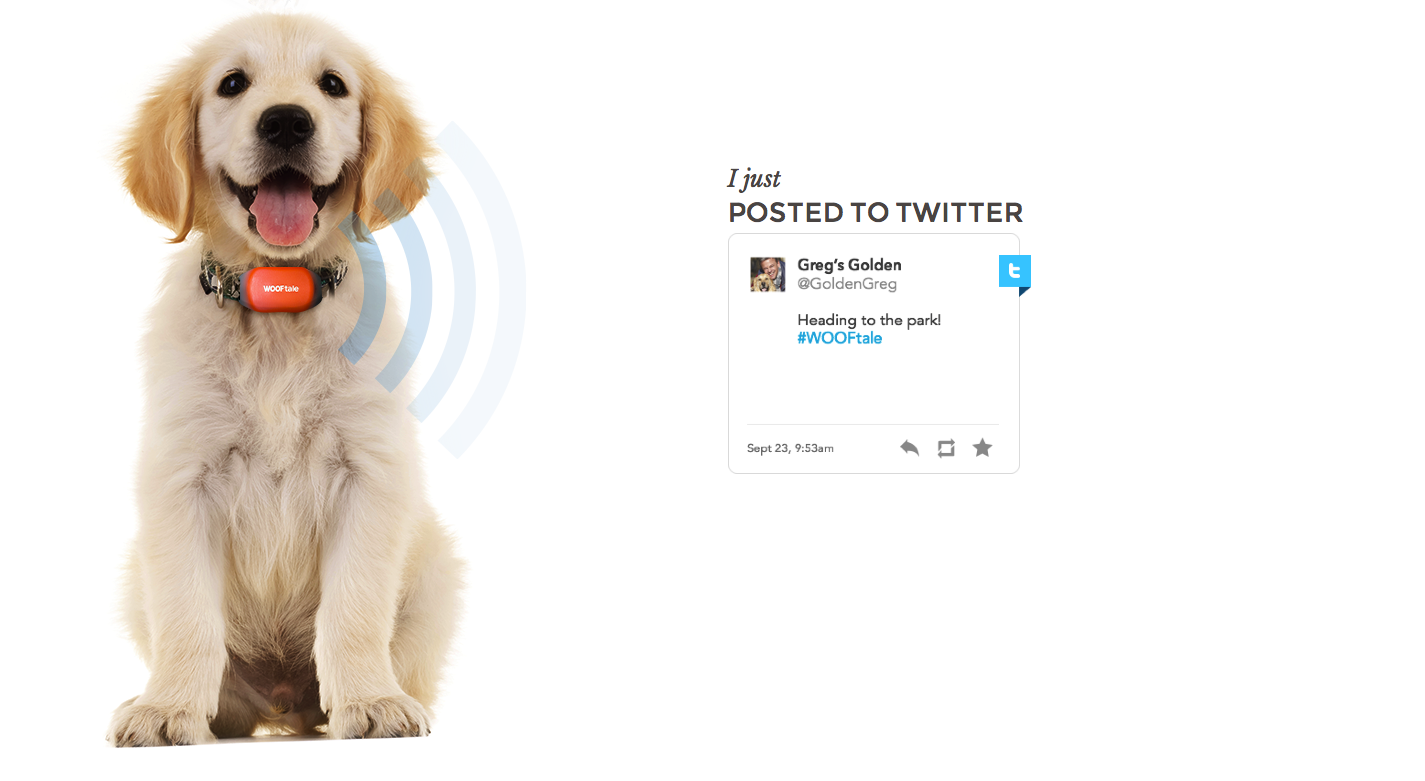 WOOFtale
I just
POSTED TO TWITTER
Greg's Golden
@GoldenGreg
Heading to the park!
#WOOFtale
Sept 23, 9:53am